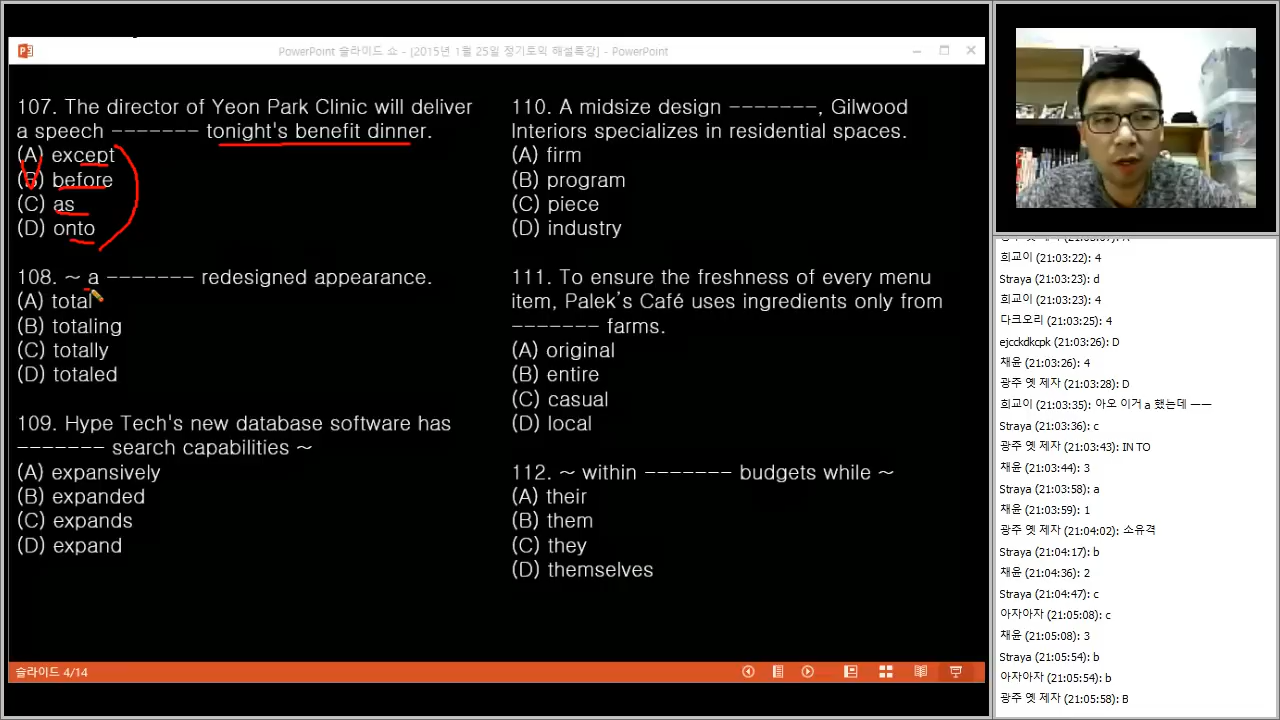 PowerPoint 슬라이드 쇼 - [2015년 1월 25일 정기토익 해설특강] - PowerPoint
107. The director of Yeon Park Clinic will deliver
a speech ------- tonight's benefit dinner.
(A) except
(B) before
(C) as
(D) onto
108. ~ a ------- redesigned appearance.
(A) total
(B) totaling
(C) totally
(D) totaled
109. Hype Tech's new database software has
------- search capabilities ~
(A) expansively
(B) expanded
(C) expands
(D) expand
110. A midsize design -------, Gilwood
Interiors specializes in residential spaces.
(A) firm
(B) program
(C) piece
(D) industry
111. To ensure the freshness of every menu
item, Palek's Café uses ingredients only from
------- farms.
(A) original
(B) entire
(C) casual
(D) local
112. ~ within ------- budgets while ~
(A) their
(B) them
(C) they
(D) themselves
슬라이드 4/14
희교이 (21:03:22): 4
Straya (21:03:23): d
희교이 (21:03:23): 4
다크오리 (21:03:25): 4
ejcckdkcpk (21:03:26): D
채윤 (21:03:26): 4
광주 옛 제자 (21:03:28): D
희교이 (21:03:35): 아오 이거 a 했는데 ㅡㅡ
Straya (21:03:36): c
광주 옛 제자 (21:03:43): IN TO
채윤 (21:03:44): 3
Straya (21:03:58): a
채윤 (21:03:59): 1
광주 옛 제자 (21:04:02): 소유격
Straya (21:04:17): b
채윤 (21:04:36): 2
Straya (21:04:47): c
아자아자 (21:05:08): c
채윤 (21:05:08): 3
Straya (21:05:54): b
아자아자 (21:05:54): b
광주 옛 제자 (21:05:58): B